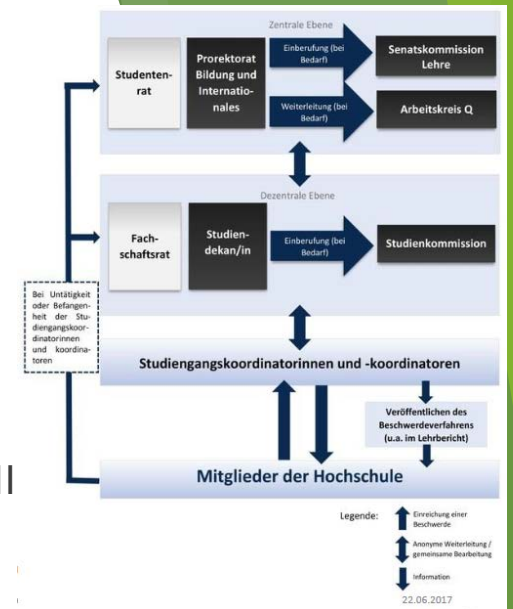 Zentrale Ebene
Studenten-
rat
Prorektorat
Bildung und
Internatio-
nales
Einberufung (bei
Bedarf)
Senatskommission
Lehre
Weiterleitung (bei
Bedarf)
Arbeitskreis Q
Dezentrale Ebene
Fach-
schaftsrat
Studien-
dekan/in
Einberufung (bei
Bedarf)
Studienkommission
Bei Untätigkeit
oder Befangen-
heit der Stu-
diengangskoor-
dinatorinnen
und koordina-
toren
Studiengangskoordinatorinnen und -koordinatoren
Veröffentlichen des
Beschwerdeverfahrens
(u.a. im Lehrbericht)
Mitglieder der Hochschule
Legende:
Einreichung einer
Beschwerde
Anonyme Weiterleitung /
gemeinsame Bearbeitung
Information
22.06.2017